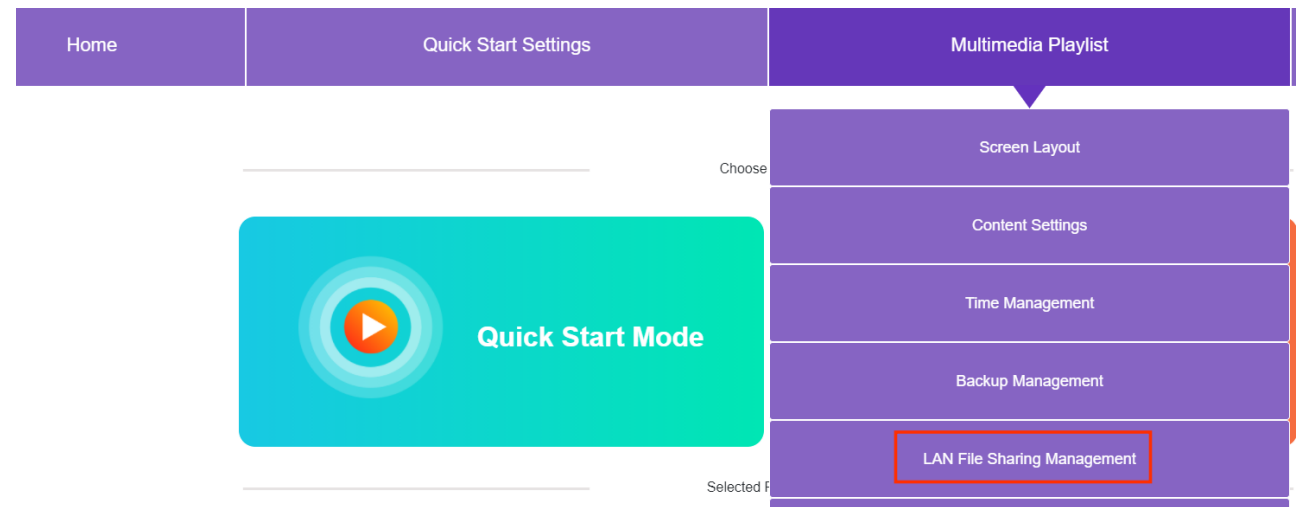 Home
Quick Start Settings
Multimedia Playlist
Screen Layout
Choose
Content Settings
Time Management
Quick Start Mode
Backup Management
LAN File Sharing Management
Selected